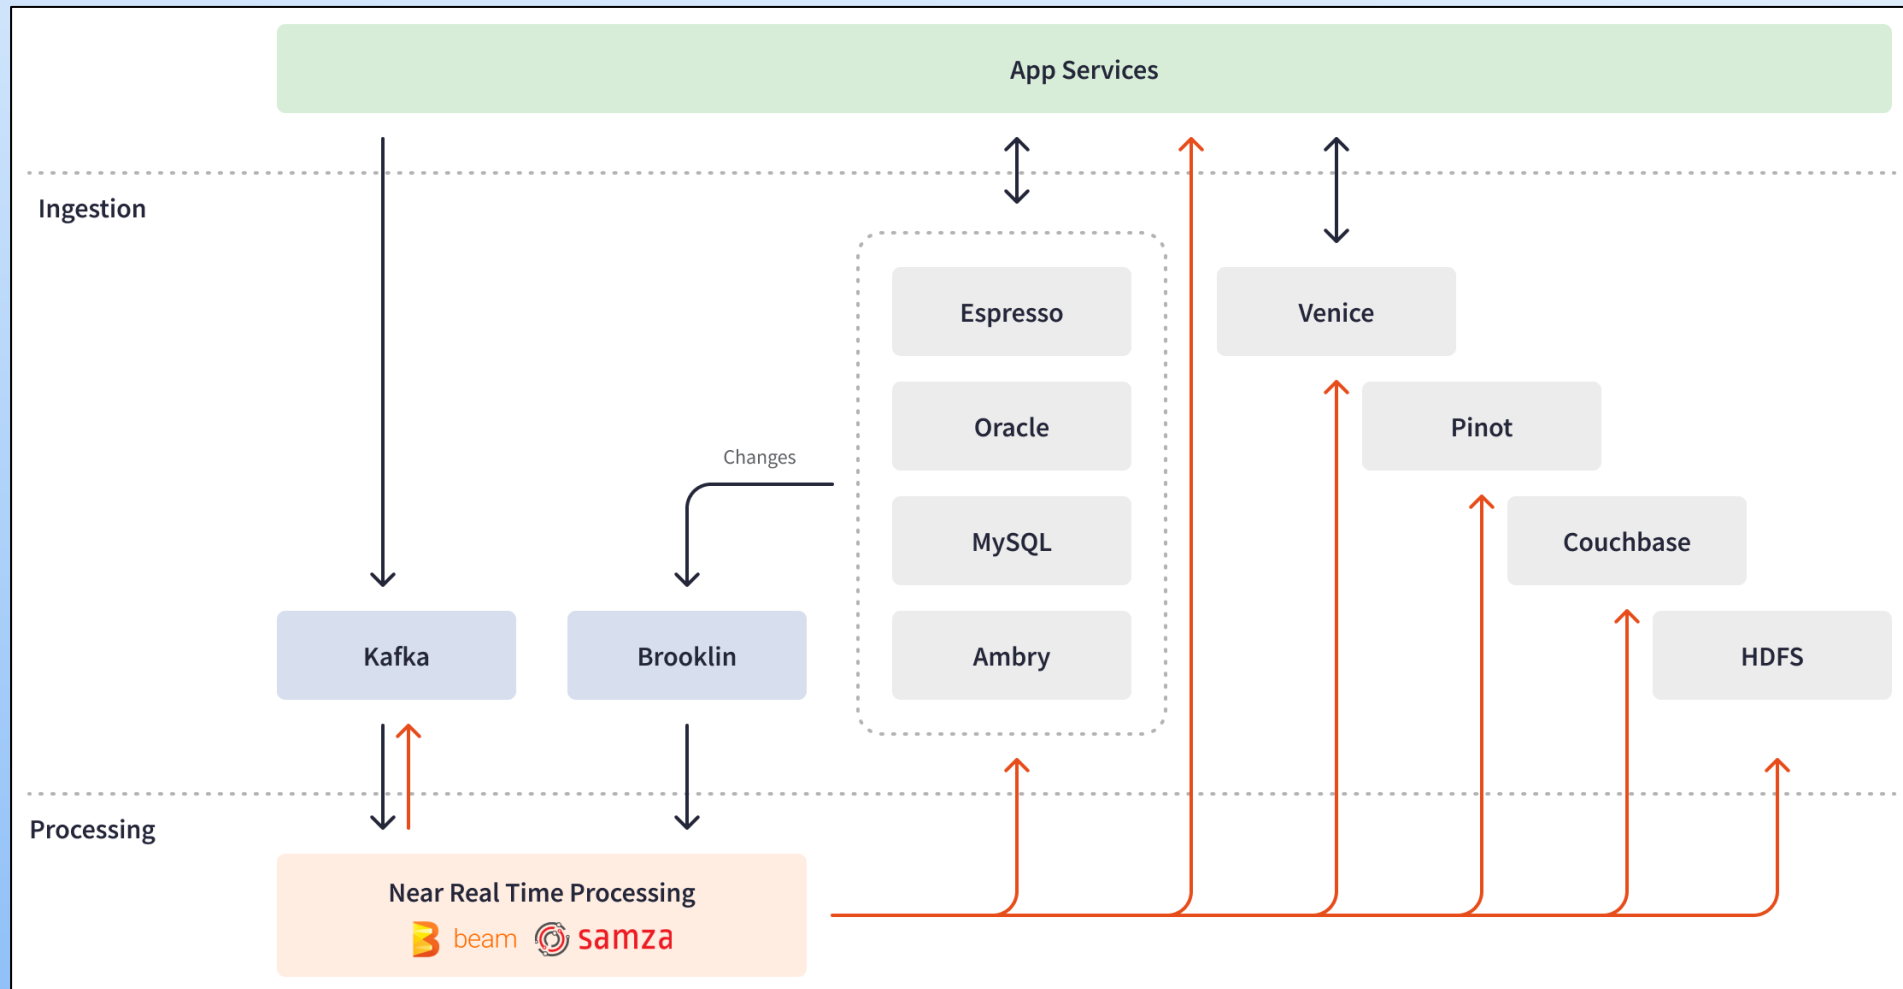 App Services
Ingestion
Espresso
Venice
Oracle
Pinot
Changes
MySQL
Couchbase
Kafka
Brooklin
Ambry
HDFS
Processing
Near Real Time Processing
beam samza